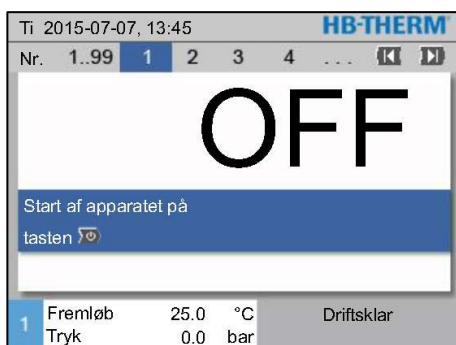 Ti 2015-07-07, 13:45 HB-THERM
Nr. 1..99 1 2 3 4 ...
OFF
Start af apparatet på
tasten
1 Fremløb 25.0 °C Driftsklar
Tryk 0.0 bar